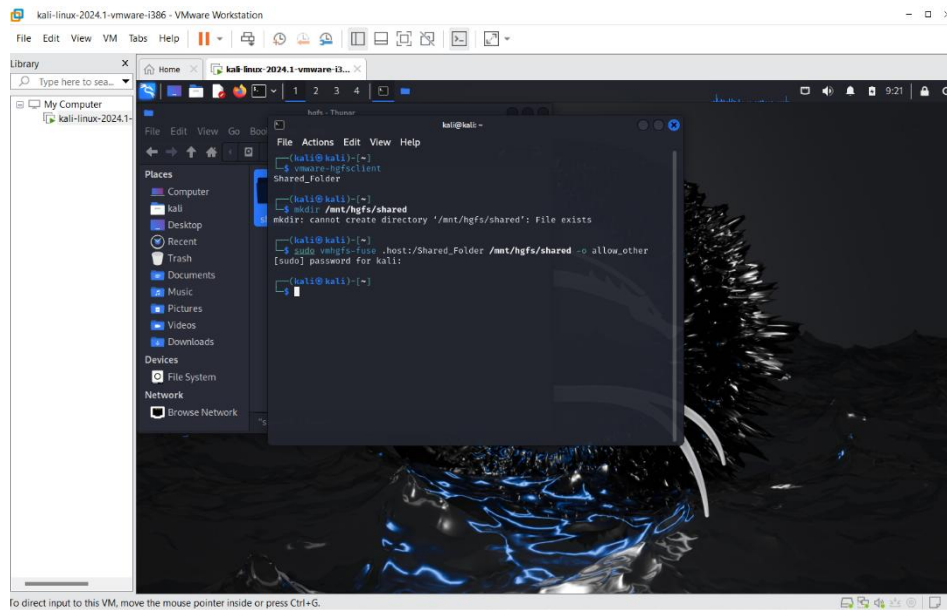 kali-linux-2024.1-vmware-i386 - VMware Workstation
File Edit View VM Tabs Help
Library X
Type here to sea...
My Computer
kali-linux-2024.1-
Home
kali-linux-2024.1-vmware-i3...
1 2 3 4
9:21
hgfs - Thunar
File Edit View Go
Places
Computer
kali
Desktop
Recent
Trash
Documents
Music
Pictures
Videos
Downloads
Devices
File System
Network
Browse Network
kali@kali: ~
File Actions Edit View Help
┌──(kali㉿kali)-[~]
└─$ vmware-hgfsclient
Shared_Folder
┌──(kali㉿kali)-[~]
└─$ mkdir /mnt/hgfs/shared
mkdir: cannot create directory '/mnt/hgfs/shared': File exists
┌──(kali㉿kali)-[~]
└─$ sudo vmhgfs-fuse .host:/Shared_Folder /mnt/hgfs/shared -o allow_other
[sudo] password for kali:
┌──(kali㉿kali)-[~]
└─$
To direct input to this VM, move the mouse pointer inside or press Ctrl+G.